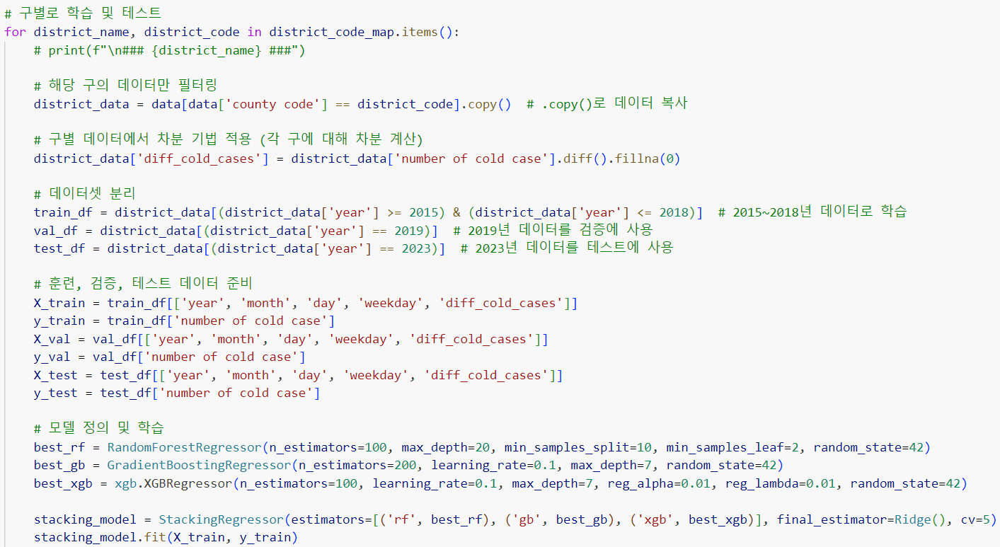 # 구별로 학습 및 테스트
for district_name, district_code in district_code_map.items():
    # print(f"\n### {district_name} ###")
    # 해당 구의 데이터만 필터링
    district_data = data[data['county code'] == district_code].copy()  # .copy()로 데이터 복사
    # 구별 데이터에서 차분 기법 적용 (각 구에 대해 차분 계산)
    district_data['diff_cold_cases'] = district_data['number of cold case'].diff().fillna(0)
    # 데이터셋 분리
    train_df = district_data[(district_data['year'] >= 2015) & (district_data['year'] <= 2018)]  # 2015~2018년 데이터로 학습
    val_df = district_data[(district_data['year'] == 2019)]  # 2019년 데이터를 검증에 사용
    test_df = district_data[(district_data['year'] == 2023)]  # 2023년 데이터를 테스트에 사용
    # 훈련, 검증, 테스트 데이터 준비
    X_train = train_df[['year', 'month', 'day', 'weekday', 'diff_cold_cases']]
    y_train = train_df['number of cold case']
    X_val = val_df[['year', 'month', 'day', 'weekday', 'diff_cold_cases']]
    y_val = val_df['number of cold case']
    X_test = test_df[['year', 'month', 'day', 'weekday', 'diff_cold_cases']]
    y_test = test_df['number of cold case']
    # 모델 정의 및 학습
    best_rf = RandomForestRegressor(n_estimators=100, max_depth=20, min_samples_split=10, min_samples_leaf=2, random_state=42)
    best_gb = GradientBoostingRegressor(n_estimators=200, learning_rate=0.1, max_depth=7, random_state=42)
    best_xgb = xgb.XGBRegressor(n_estimators=100, learning_rate=0.1, max_depth=7, reg_alpha=0.01, reg_lambda=0.01, random_state=42)
    stacking_model = StackingRegressor(estimators=[('rf', best_rf), ('gb', best_gb), ('xgb', best_xgb)], final_estimator=Ridge(), cv=5)
    stacking_model.fit(X_train, y_train)